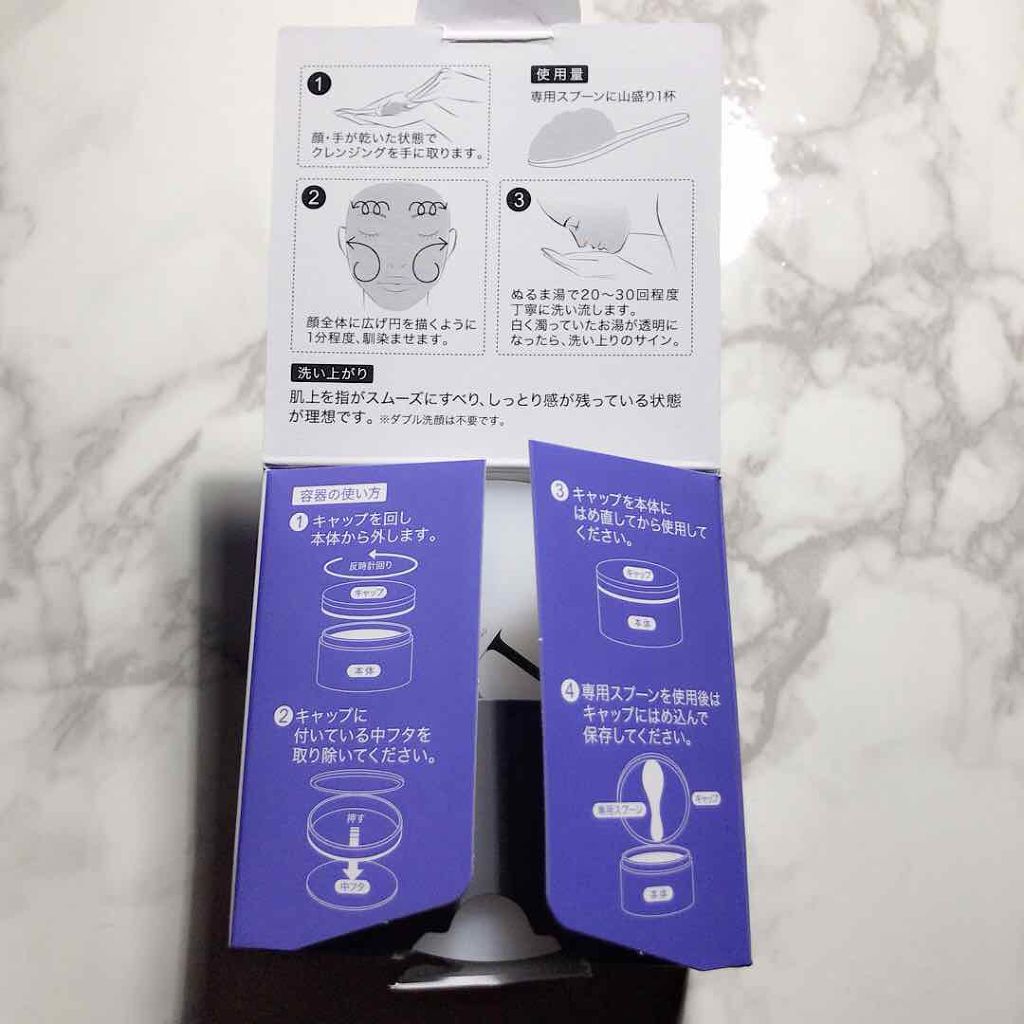 1
顔・手が乾いた状態で
クレンジングを手に取ります。
使用量
専用スプーンに山盛り1杯
2
顔全体に広げ円を描くように
1分程度、馴染ませます。
3
ぬるま湯で20〜30回程度
丁寧に洗い流します。
白く濁っていたお湯が透明に
なったら、洗い上りのサイン。
洗い上がり
肌上を指がスムーズにすべり、しっとり感が残っている状態
が理想です。※ダブル洗顔は不要です。
容器の使い方
1 キャップを回し
本体から外します。
反時計回り
キャップ
本体
2 キャップに
付いている中フタを
取り除いてください。
押す
中フタ
3 キャップを本体に
はめ直してから使用して
ください。
キャップ
本体
4 専用スプーンを使用後は
キャップにはめ込んで
保存してください。
専用スプーン
キャップ
本体